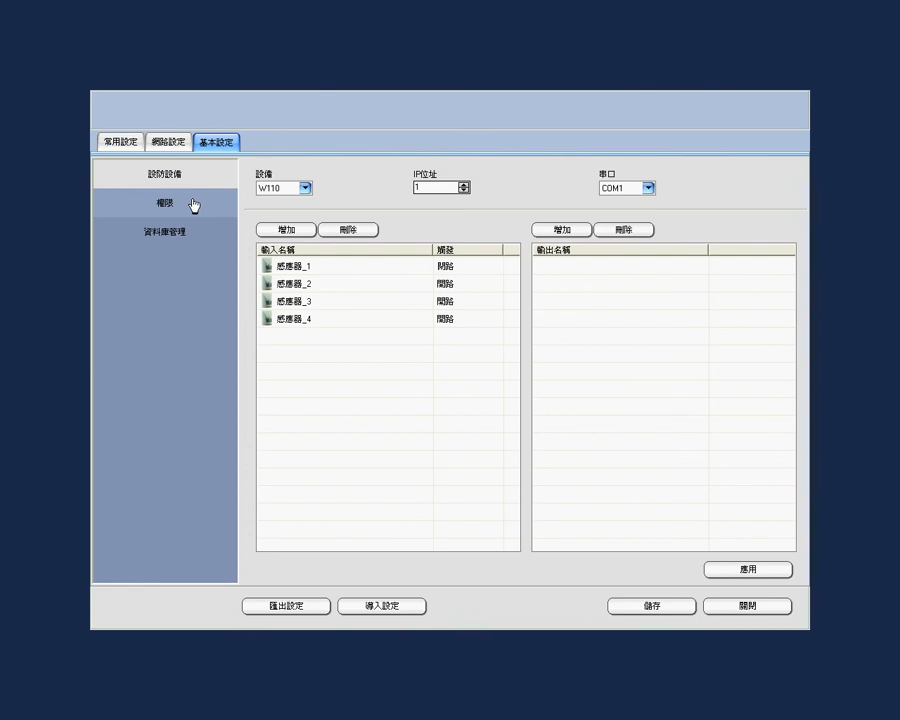 常用設定 網路設定 基本設定
設防設備
權限
資料庫管理
設備 IP位址 串口
W110 1 COM1
增加 刪除 增加 刪除
輸入名稱 觸發 輸出名稱
感應器_1 開路
感應器_2 開路
感應器_3 開路
感應器_4 開路
應用
匯出設定 導入設定 儲存 關閉